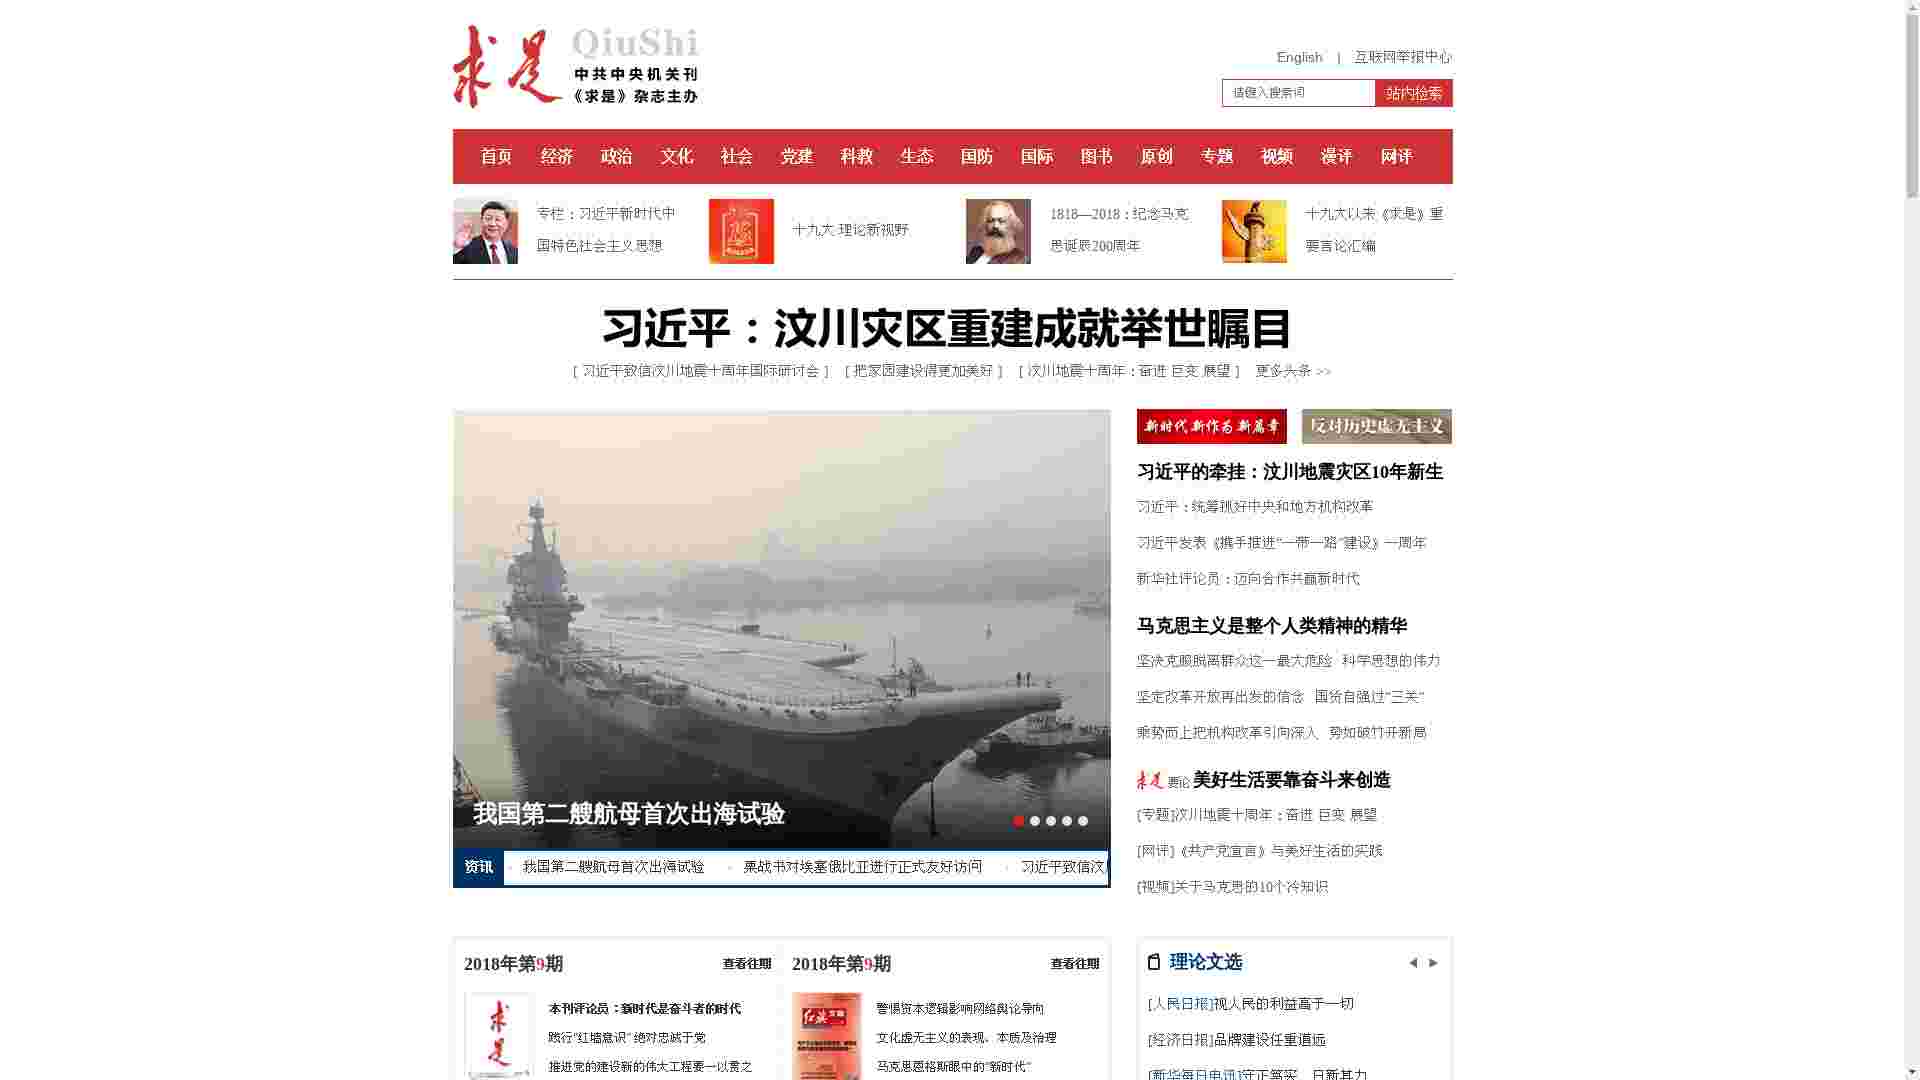 求是
QiuShi
中共中央机关刊
《求是》杂志主办
English | 互联网举报中心
请键入搜索词
站内检索
首页 经济 政治 文化 社会 党建 科教 生态 国防 国际 图书 原创 专题 视频 漫评 网评
专栏：习近平新时代中
国特色社会主义思想
十九大·理论新视野
1818—2018：纪念马克
思诞辰200周年
十九大以来《求是》重
要言论汇编
习近平：汶川灾区重建成就举世瞩目
[ 习近平致信汶川地震十周年国际研讨会 ] [ 把家园建设得更加美好 ] [ 汶川地震十周年：奋进 巨变 展望 ] 更多头条 >>
我国第二艘航母首次出海试验
资讯 我国第二艘航母首次出海试验 栗战书对埃塞俄比亚进行正式友好访问 习近平致信汶川
新时代 新作为 新篇章
反对历史虚无主义
习近平的牵挂：汶川地震灾区10年新生
习近平：统筹抓好中央和地方机构改革
习近平发表《携手推进“一带一路”建设》一周年
新华社评论员：迈向合作共赢新时代
马克思主义是整个人类精神的精华
坚决克服脱离群众这一最大危险 科学思想的伟力
坚定改革开放再出发的信念 国货自强过“三关”
乘势而上把机构改革引向深入 势如破竹开新局
求是 要论 美好生活要靠奋斗来创造
[专题]汶川地震十周年：奋进 巨变 展望
[网评]《共产党宣言》与美好生活的实践
[视频]关于马克思的10个冷知识
2018年第9期 查看往期
求是
本刊评论员：新时代是奋斗者的时代
践行“红墙意识” 绝对忠诚于党
推进党的建设新的伟大工程要一以贯之
2018年第9期 查看往期
红旗文稿
警惕资本逻辑影响网络舆论导向
文化虚无主义的表现、本质及治理
马克思恩格斯眼中的“新时代”
理论文选
[人民日报]视人民的利益高于一切
[经济日报]品牌建设任重道远
[新华每日电讯]守正笃实，日新其力